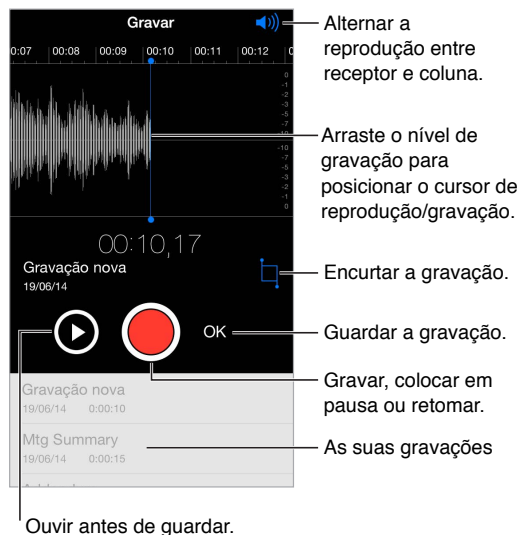 Gravar
0:07 00:08 00:09 00:10 00:11 00:12 0
0
-1
-2
-3
-5
-7
-10
-10
-7
-5
-3
-2
-1
0
00:10,17
Gravação nova
19/06/14
OK
Gravação nova
19/06/14 0:00:10
Mtg Summary
19/06/14 0:00:15
Alternar a
reprodução entre
receptor e coluna.
Arraste o nível de
gravação para
posicionar o cursor de
reprodução/gravação.
Encurtar a gravação.
Guardar a gravação.
Gravar, colocar em
pausa ou retomar.
As suas gravações
Ouvir antes de guardar.